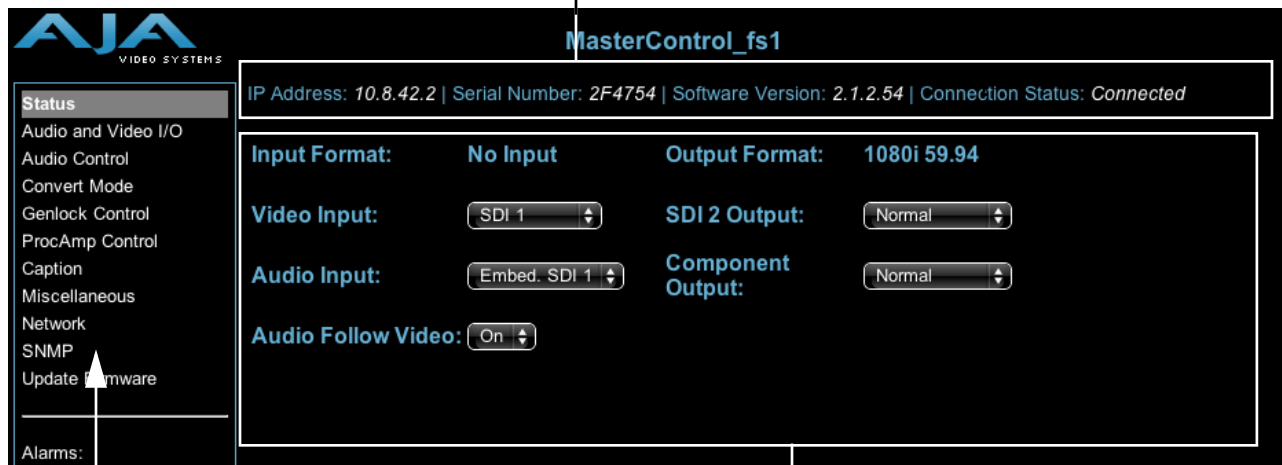 AJA
VIDEO SYSTEMS
MasterControl_fs1
IP Address: 10.8.42.2 | Serial Number: 2F4754 | Software Version: 2.1.2.54 | Connection Status: Connected
Status
Audio and Video I/O
Audio Control
Convert Mode
Genlock Control
ProcAmp Control
Caption
Miscellaneous
Network
SNMP
Update Firmware
Alarms:
Input Format: No Input Output Format: 1080i 59.94
Video Input: SDI 1 SDI 2 Output: Normal
Audio Input: Embed. SDI 1 Component
Output: Normal
Audio Follow Video: On